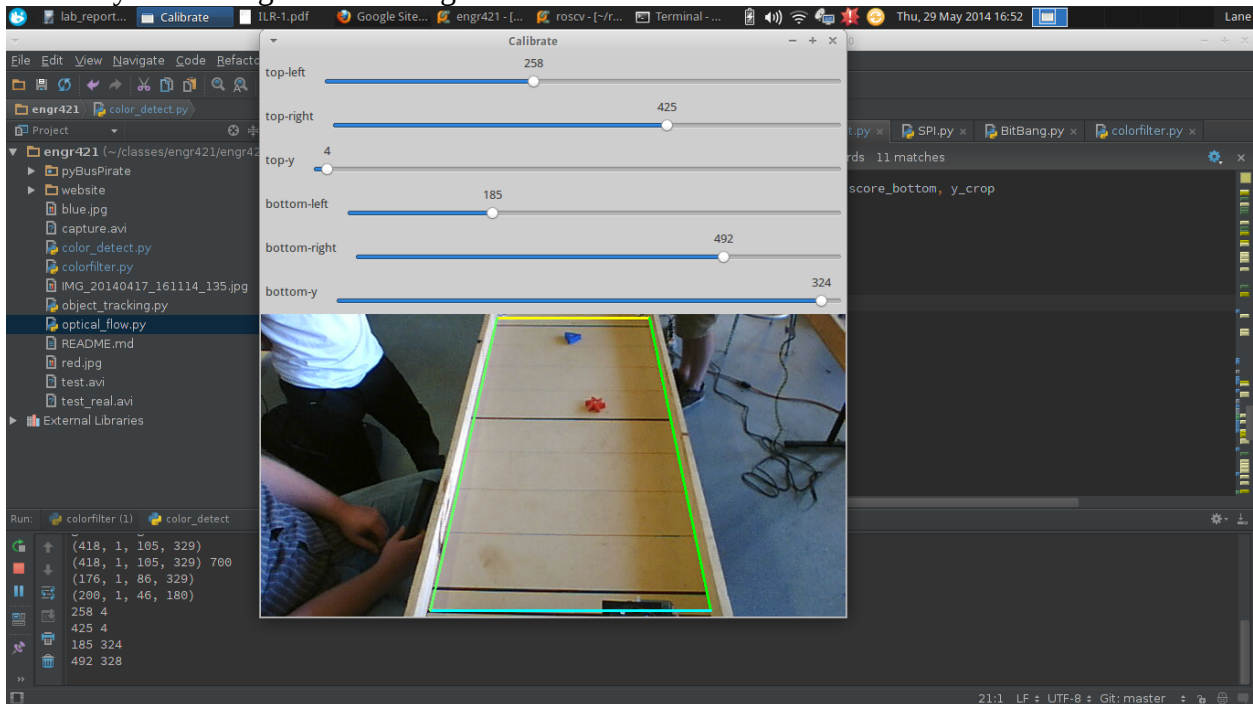 lab_report... Calibrate ILR-1.pdf Google Site... engr421 - [... roscv - [~/r... Terminal - ... Thu, 29 May 2014 16:52 Lane
Calibrate
File Edit View Navigate Code Refacto
engr421 color_detect.py
Project
engr421 (~/classes/engr421/engr42
pyBusPirate
website
blue.jpg
capture.avi
color_detect.py
colorfilter.py
IMG_20140417_161114_135.jpg
object_tracking.py
optical_flow.py
README.md
red.jpg
test.avi
test_real.avi
External Libraries
top-left 258
top-right 425
top-y 4
bottom-left 185
bottom-right 492
bottom-y 324
t.py SPI.py BitBang.py colorfilter.py
rds 11 matches
score_bottom, y_crop
Run: colorfilter (1) color_detect
(418, 1, 105, 329)
(418, 1, 105, 329) 700
(176, 1, 86, 329)
(200, 1, 46, 180)
258 4
425 4
185 324
492 328
21:1 LF UTF-8 Git: master